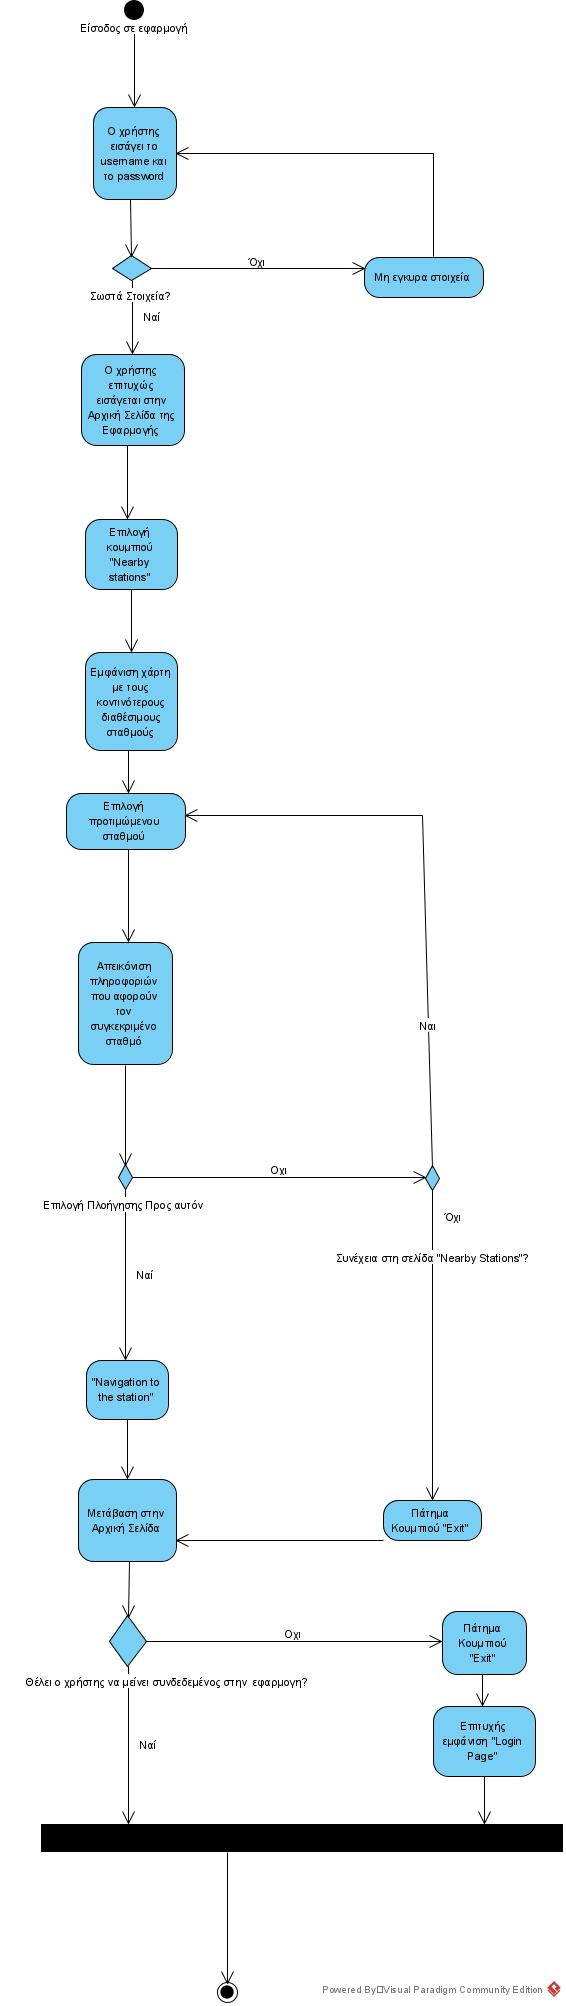 Είσοδος σε εφαρμογή
Ο χρήστης
εισάγει το
username και
το password
Όχι
Μη εγκυρα στοιχεία
Σωστά Στοιχεία?
Ναί
Ο χρήστης
επιτυχώς
εισάγεται στην
Αρχική Σελίδα της
Εφαρμογής
Επιλογή
κουμπιού
"Nearby
stations"
Εμφάνιση χάρτη
με τους
κοντινότερους
διαθέσιμους
σταθμούς
Επιλογή
προτιμώμενου
σταθμού
Απεικόνιση
πληροφοριών
που αφορούν
τον
συγκεκριμένο
σταθμό
Ναι
Οχι
Επιλογή Πλοήγησης Προς αυτόν
Όχι
Συνέχεια στη σελίδα "Nearby Stations"?
Ναί
"Navigation to
the station"
Μετάβαση στην
Αρχική Σελίδα
Πάτημα
Κουμπιού "Exit"
Οχι
Πάτημα
Κουμπιού
"Exit"
Θέλει ο χρήστης να μείνει συνδεδεμένος στην εφαρμογη?
Ναί
Επιτυχής
εμφάνιση "Login
Page"
Powered By Visual Paradigm Community Edition